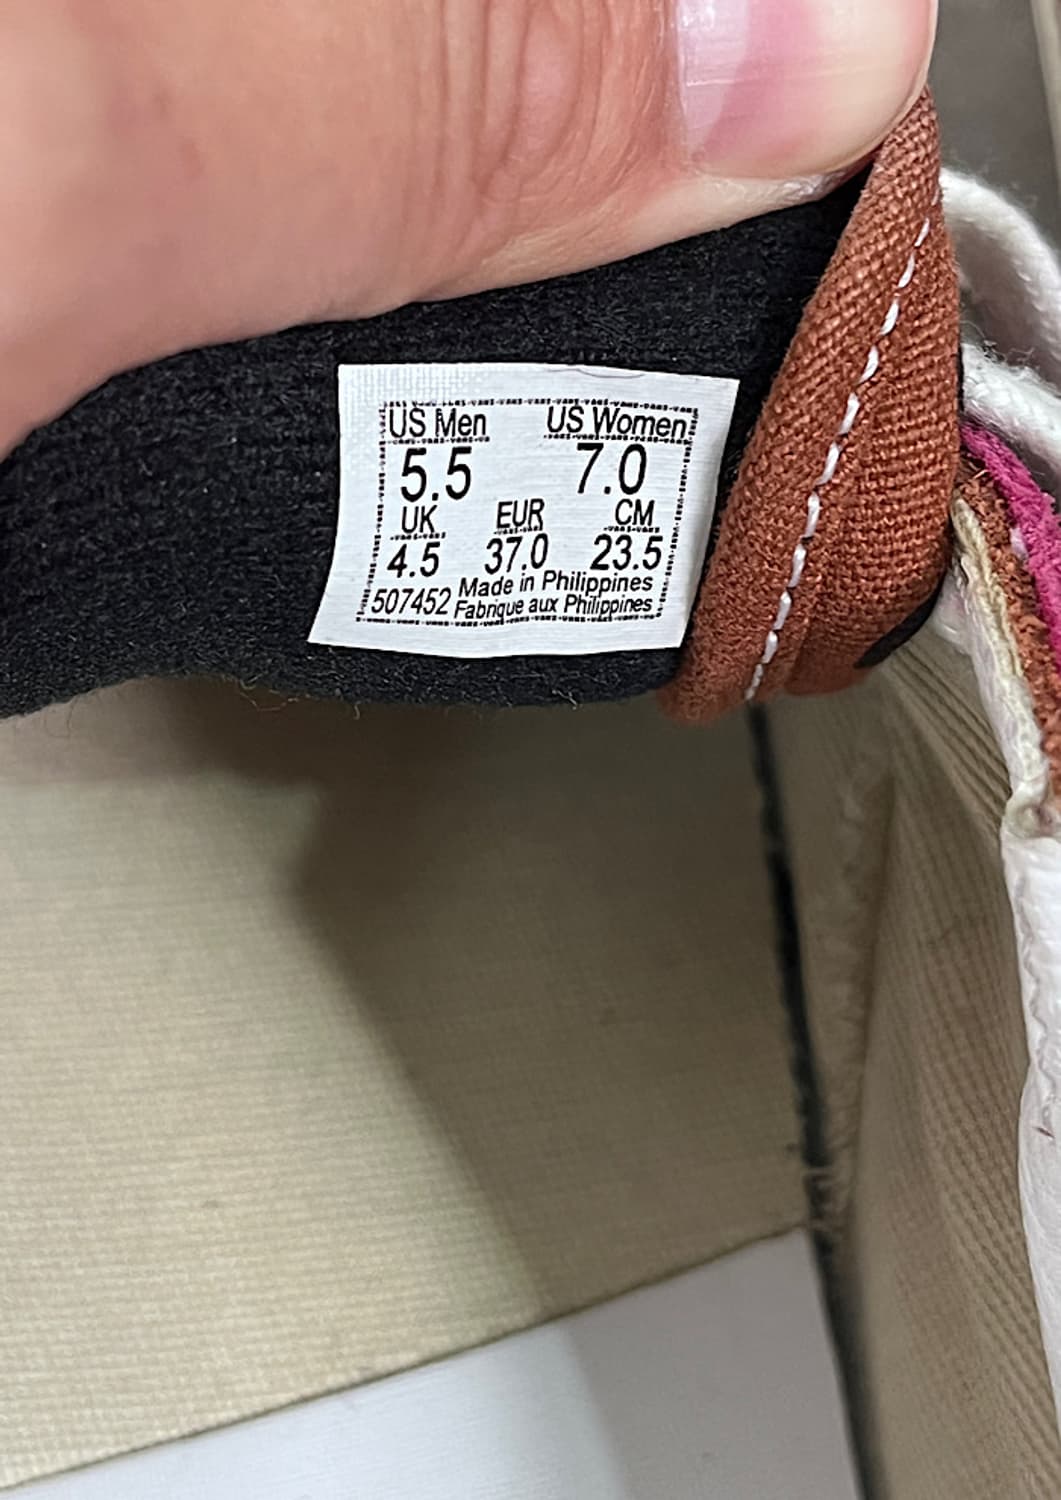 US Men US Women
5.5 7.0
UK EUR CM
4.5 37.0 23.5
507452 Made in Philippines
Fabrique aux Philippines